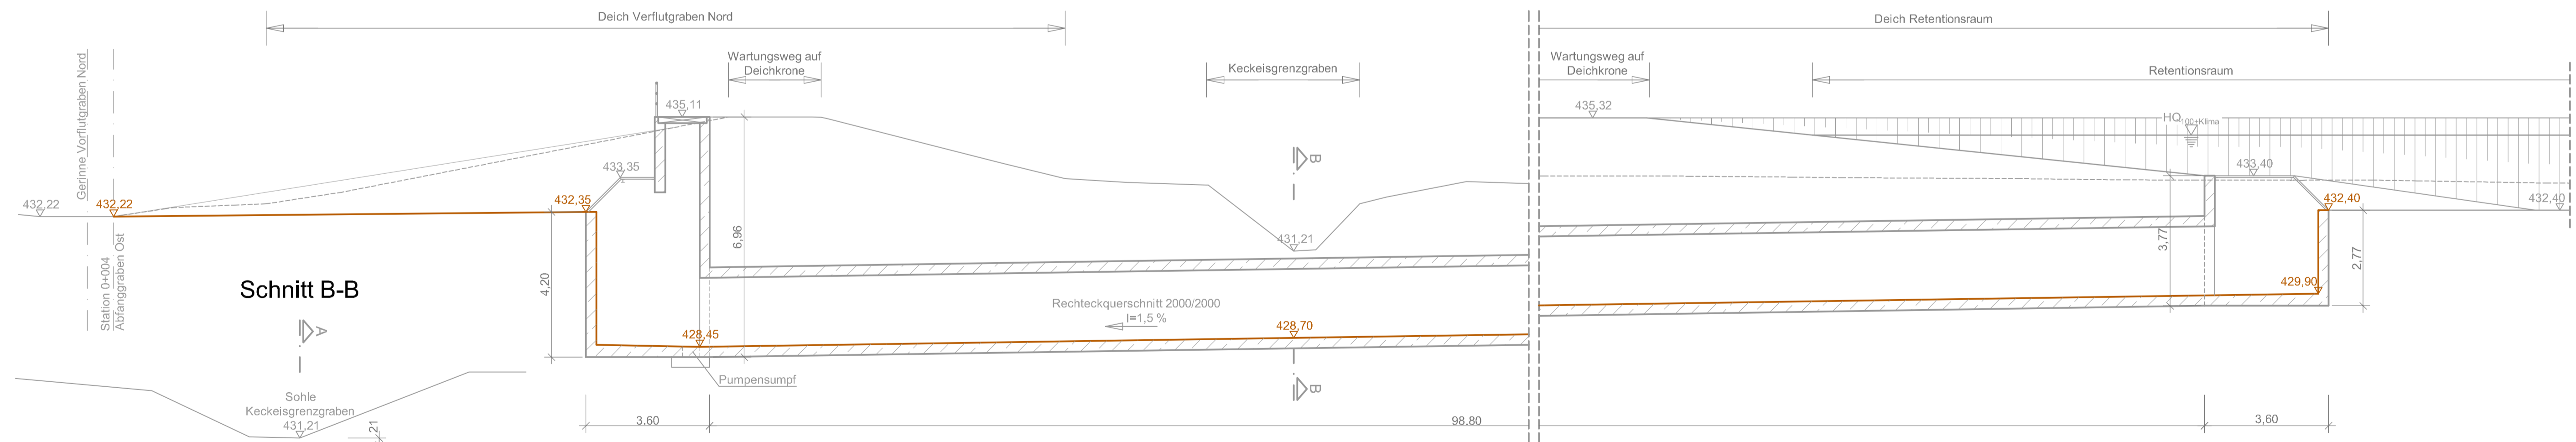 Deich Verflutgraben Nord
Deich Retentionsraum
Wartungsweg auf
Deichkrone
Keckeisgrenzgraben
Wartungsweg auf
Deichkrone
Retentionsraum
Gerinne Vorflutgraben Nord
435,11
435,32
HQ100+Klima
433,35
433,40
432,22
432,22
432,35
432,40
432,40
Station 0+004
Abfanggraben Ost
6,96
B
431,21
3,77
2,77
Schnitt B-B
4,20
429,90
Rechteckquerschnitt 2000/2000
I=1,5 %
A
428,45
428,70
Pumpensumpf
B
Sohle
Keckeisgrenzgraben
431,21
,21
3.60
98.80
3,60